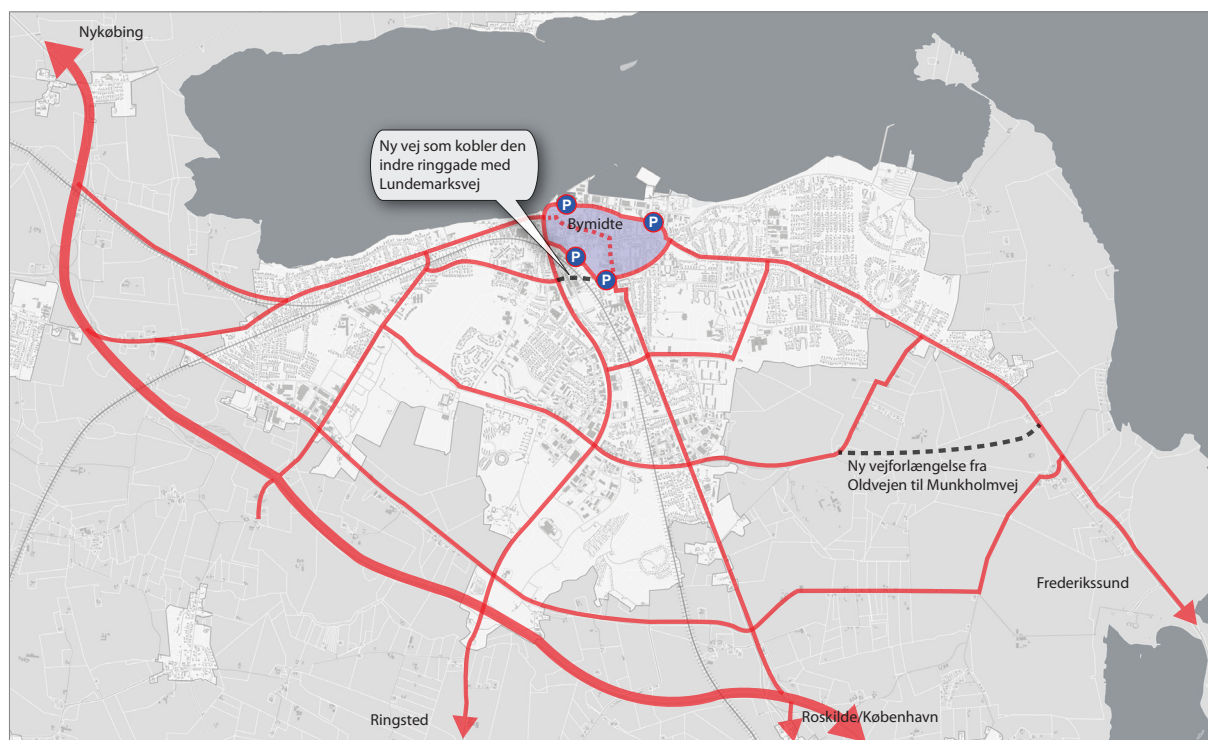 Nykøbing
Ny vej som kobler den
indre ringgade med
Lundemarksvej
P
P
Bymidte
P
P
Ny vejforlængelse fra
Oldvejen til Munkholmvej
Frederikssund
Ringsted
Roskilde/København